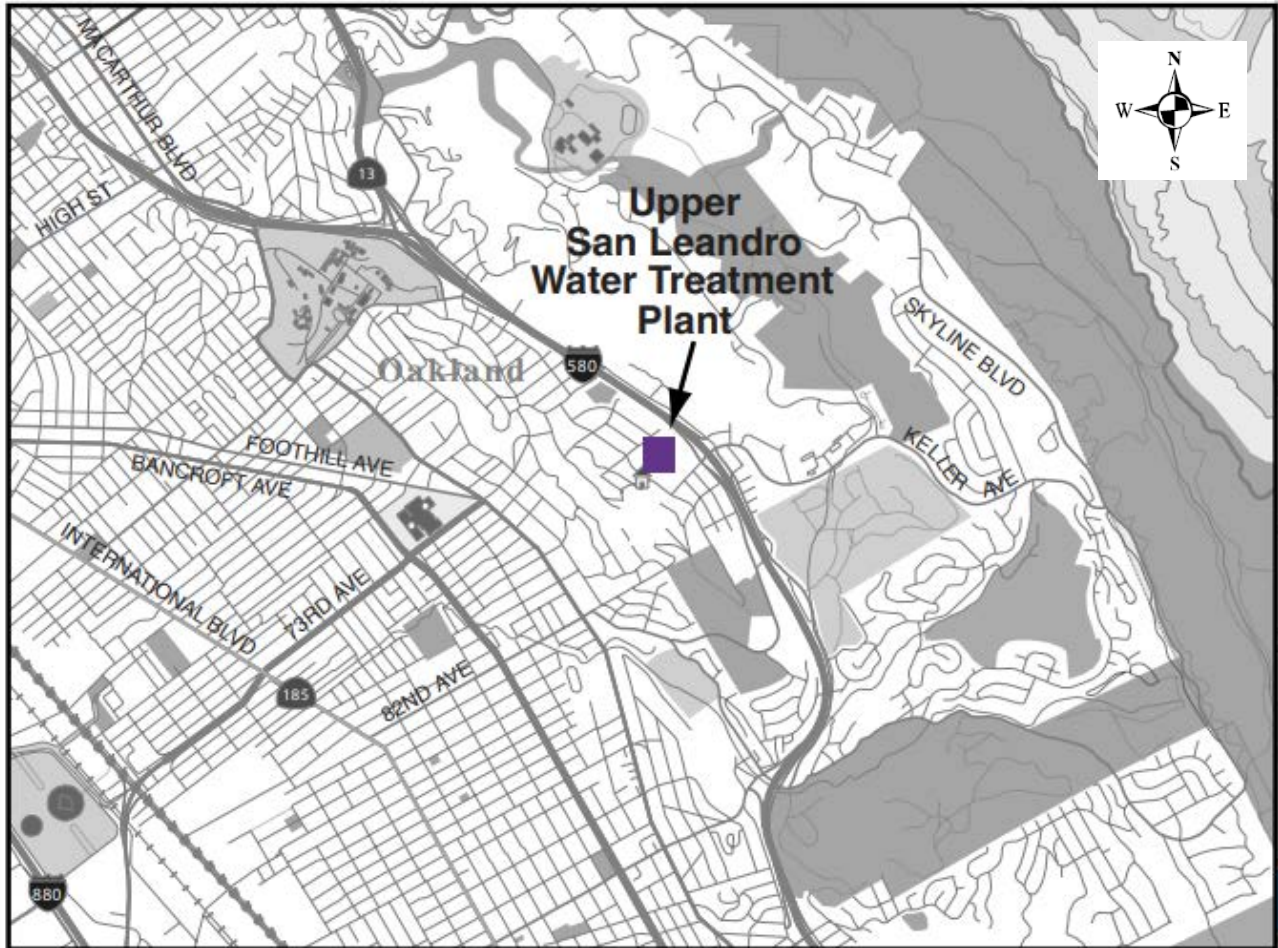 MACARTHUR BLVD
N
W
E
S
13
HIGH ST
Upper
San Leandro
Water Treatment
Plant
SKYLINE BLVD
580
Oakland
KELLER AVE
FOOTHILL AVE
BANCROFT AVE
INTERNATIONAL BLVD
73RD AVE
185
82ND AVE
880